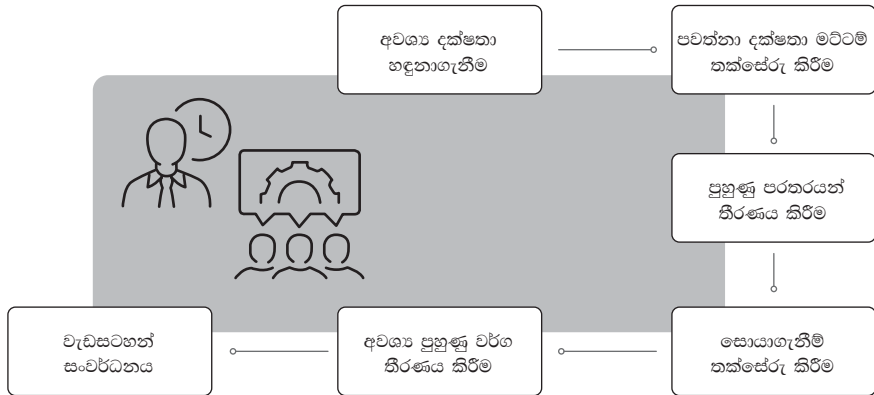 අවශ්‍ය දක්ෂතා
හඳුනාගැනීම
පවත්නා දක්ෂතා මට්ටම්
තක්සේරු කිරීම
පුහුණු පරතරයන්
තීරණය කිරීම
සොයාගැනීම්
තක්සේරු කිරීම
අවශ්‍ය පුහුණු වර්ග
තීරණය කිරීම
වැඩසටහන්
සංවර්ධනය